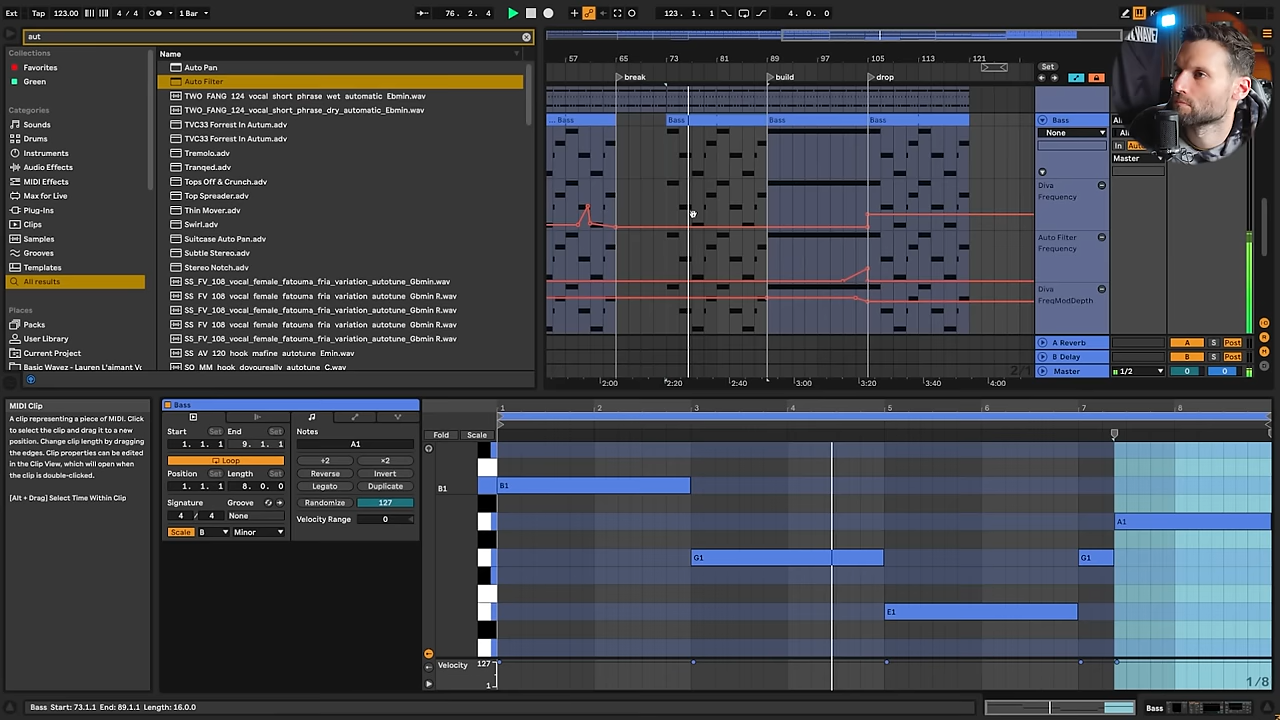 Ext Tap 123.00 4 / 4 1 Bar 76. 2. 4 123. 1. 1 4. 0. 0
aut
Collections
Favorites
Green
Categories
Sounds
Drums
Instruments
Audio Effects
MIDI Effects
Max for Live
Plug-Ins
Clips
Samples
Grooves
Templates
All results
Places
Packs
User Library
Current Project
Name
Auto Pan
Auto Filter
TWO_FANG_124_vocal_short_phrase_wet_automatic_Ebmin.wav
TWO_FANG_124_vocal_short_phrase_dry_automatic_Ebmin.wav
TVC33 Forrest In Autum.adv
TVC33 Forrest In Autum.adv
Tremolo.adv
Tranqed.adv
Tops Off & Crunch.adv
Top Spreader.adv
Thin Mover.adv
Swirl.adv
Suitcase Auto Pan.adv
Subtle Stereo.adv
Stereo Notch .adv
SS_FV_108_vocal_female_fatouma_fria_variation_autotune_Gbmin.wav
SS_FV_108_vocal_female_fatouma_fria_variation_autotune_Gbmin R.wav
SS_FV_108_vocal_female_fatouma_fria_variation_autotune_Gbmin R.wav
SS_FV_108_vocal_female_fatouma_fria_variation_autotune_Gbmin R.wav
SS_FV_108_vocal_female_fatouma_fria_variation_autotune_Gbmin R.wav
SS_AV_120_hook_mafine_autotune_Emin.wav
57 65 73 81 89 97 105 113 121
Set
break build drop
... Bass Bass Bass Bass
Bass
None
In
Master
Diva
Frequency
Auto Filter
Frequency
Diva
FreqModDepth
A Reverb A S Post
B Delay B S Post
Master 1/2 0 0
2/1
2:00 2:20 2:40 3:00 3:20 3:40 4:00
MIDI Clip
A clip representing a piece of MIDI. Click
to select the clip and drag it to a new
position. Change clip length by dragging
the edges. Clip properties can be edited
in the Clip View, which will open when
the clip is double-clicked.
[Alt + Drag] Select Time Within Clip
Bass
Start Set End Set
1. 1. 1 9. 1. 1
Loop
Position Set Length Set
1. 1. 1 8. 0. 0
Signature Groove
4 / 4 None
Scale B Minor
Notes
A1
÷2 ×2
Reverse Invert
Legato Duplicate
Randomize 127
Velocity Range 0
1 2 3 4 5 6 7 8
Fold Scale
B1
B1
A1
G1 G1
E1
Velocity 127
1
1/8
Bass Start: 73.1.1 End: 89.1.1 Length: 16.0.0
Bass